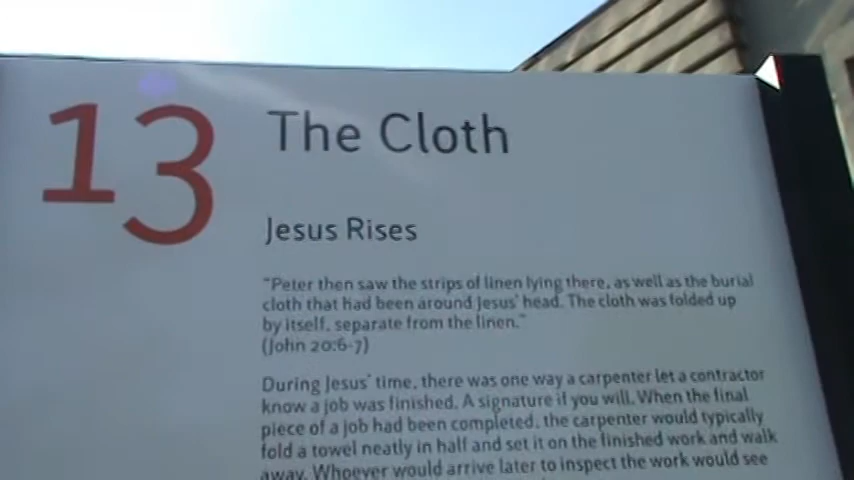 13
The Cloth
Jesus Rises
"Peter then saw the strips of linen lying there, as well as the burial
cloth that had been around Jesus' head. The cloth was folded up
by itself, separate from the linen."
(John 20:6-7)
During Jesus' time, there was one way a carpenter let a contractor
know a job was finished. A signature if you will. When the final
piece of a job had been completed, the carpenter would typically
fold a towel neatly in half and set it on the finished work and walk
away. Whoever would arrive later to inspect the work would see